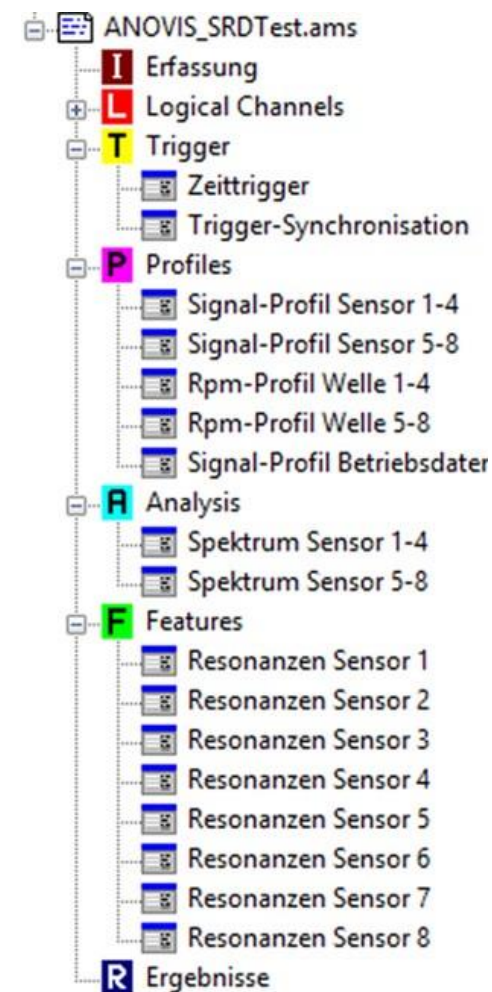 ANOVIS_SRDTest.ams
I Erfassung
L Logical Channels
T Trigger
Zeittrigger
Trigger-Synchronisation
P Profiles
Signal-Profil Sensor 1-4
Signal-Profil Sensor 5-8
Rpm-Profil Welle 1-4
Rpm-Profil Welle 5-8
Signal-Profil Betriebsdater
A Analysis
Spektrum Sensor 1-4
Spektrum Sensor 5-8
F Features
Resonanzen Sensor 1
Resonanzen Sensor 2
Resonanzen Sensor 3
Resonanzen Sensor 4
Resonanzen Sensor 5
Resonanzen Sensor 6
Resonanzen Sensor 7
Resonanzen Sensor 8
R Ergebnisse